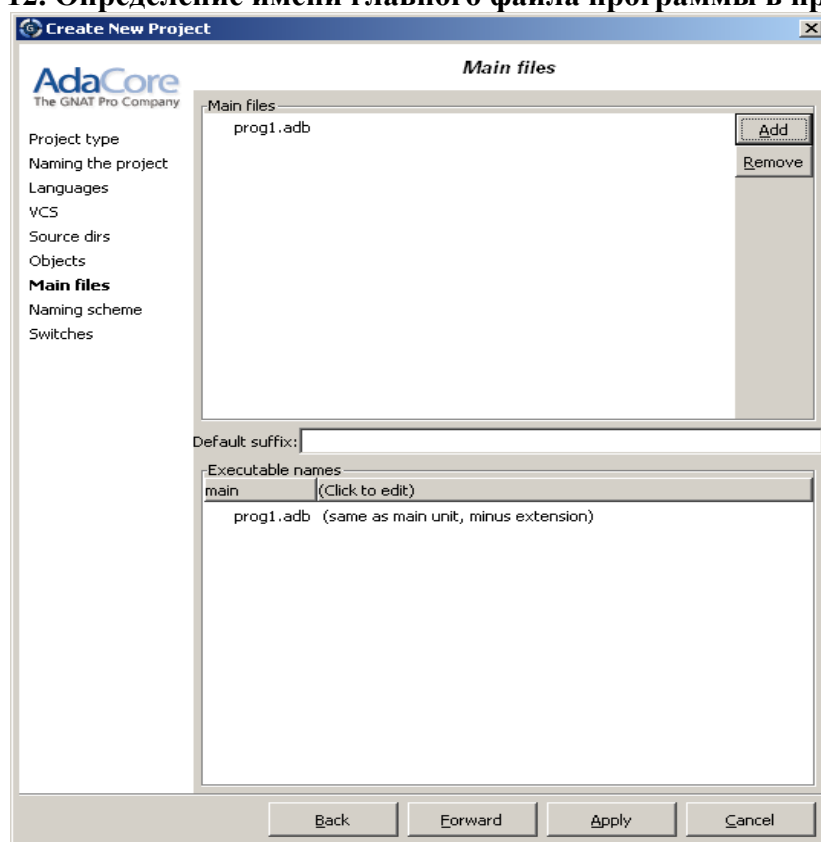 12. Определение имени главного файла программы в пр
Create New Project
AdaCore
The GNAT Pro Company
Project type
Naming the project
Languages
VCS
Source dirs
Objects
Main files
Naming scheme
Switches
Main files
Main files
prog1.adb
Add
Remove
Default suffix:
Executable names
main (Click to edit)
prog1.adb (same as main unit, minus extension)
Back Forward Apply Cancel